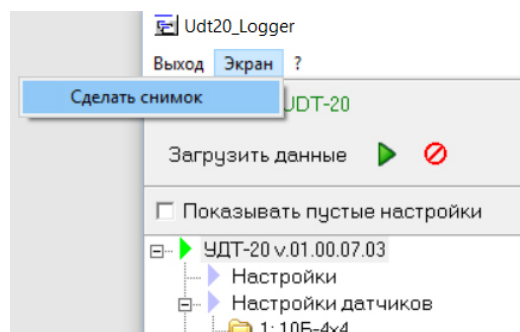 Udt20_Logger
Выход Экран ?
Сделать снимок
UDT-20
Загрузить данные
Показывать пустые настройки
УДТ-20 v.01.00.07.03
Настройки
Настройки датчиков
1: 10Б-4x4